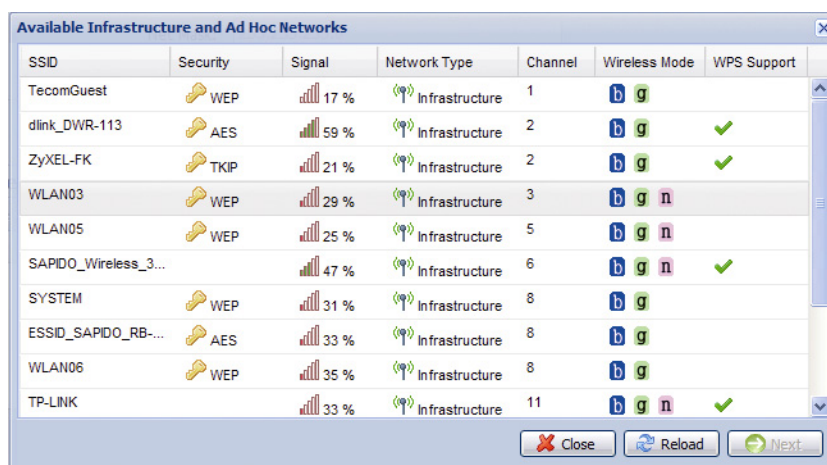 Available Infrastructure and Ad Hoc Networks
SSID Security Signal Network Type Channel Wireless Mode WPS Support
TecomGuest WEP 17 % Infrastructure 1 b g
dlink_DWR-113 AES 59 % Infrastructure 2 b g
ZyXEL-FK TKIP 21 % Infrastructure 2 b g
WLAN03 WEP 29 % Infrastructure 3 b g n
WLAN05 WEP 25 % Infrastructure 5 b g n
SAPIDO_Wireless_3... 47 % Infrastructure 6 b g n
SYSTEM WEP 31 % Infrastructure 8 b g
ESSID_SAPIDO_RB-... AES 33 % Infrastructure 8 b g
WLAN06 WEP 35 % Infrastructure 8 b g
TP-LINK 33 % Infrastructure 11 b g n
Close Reload Next